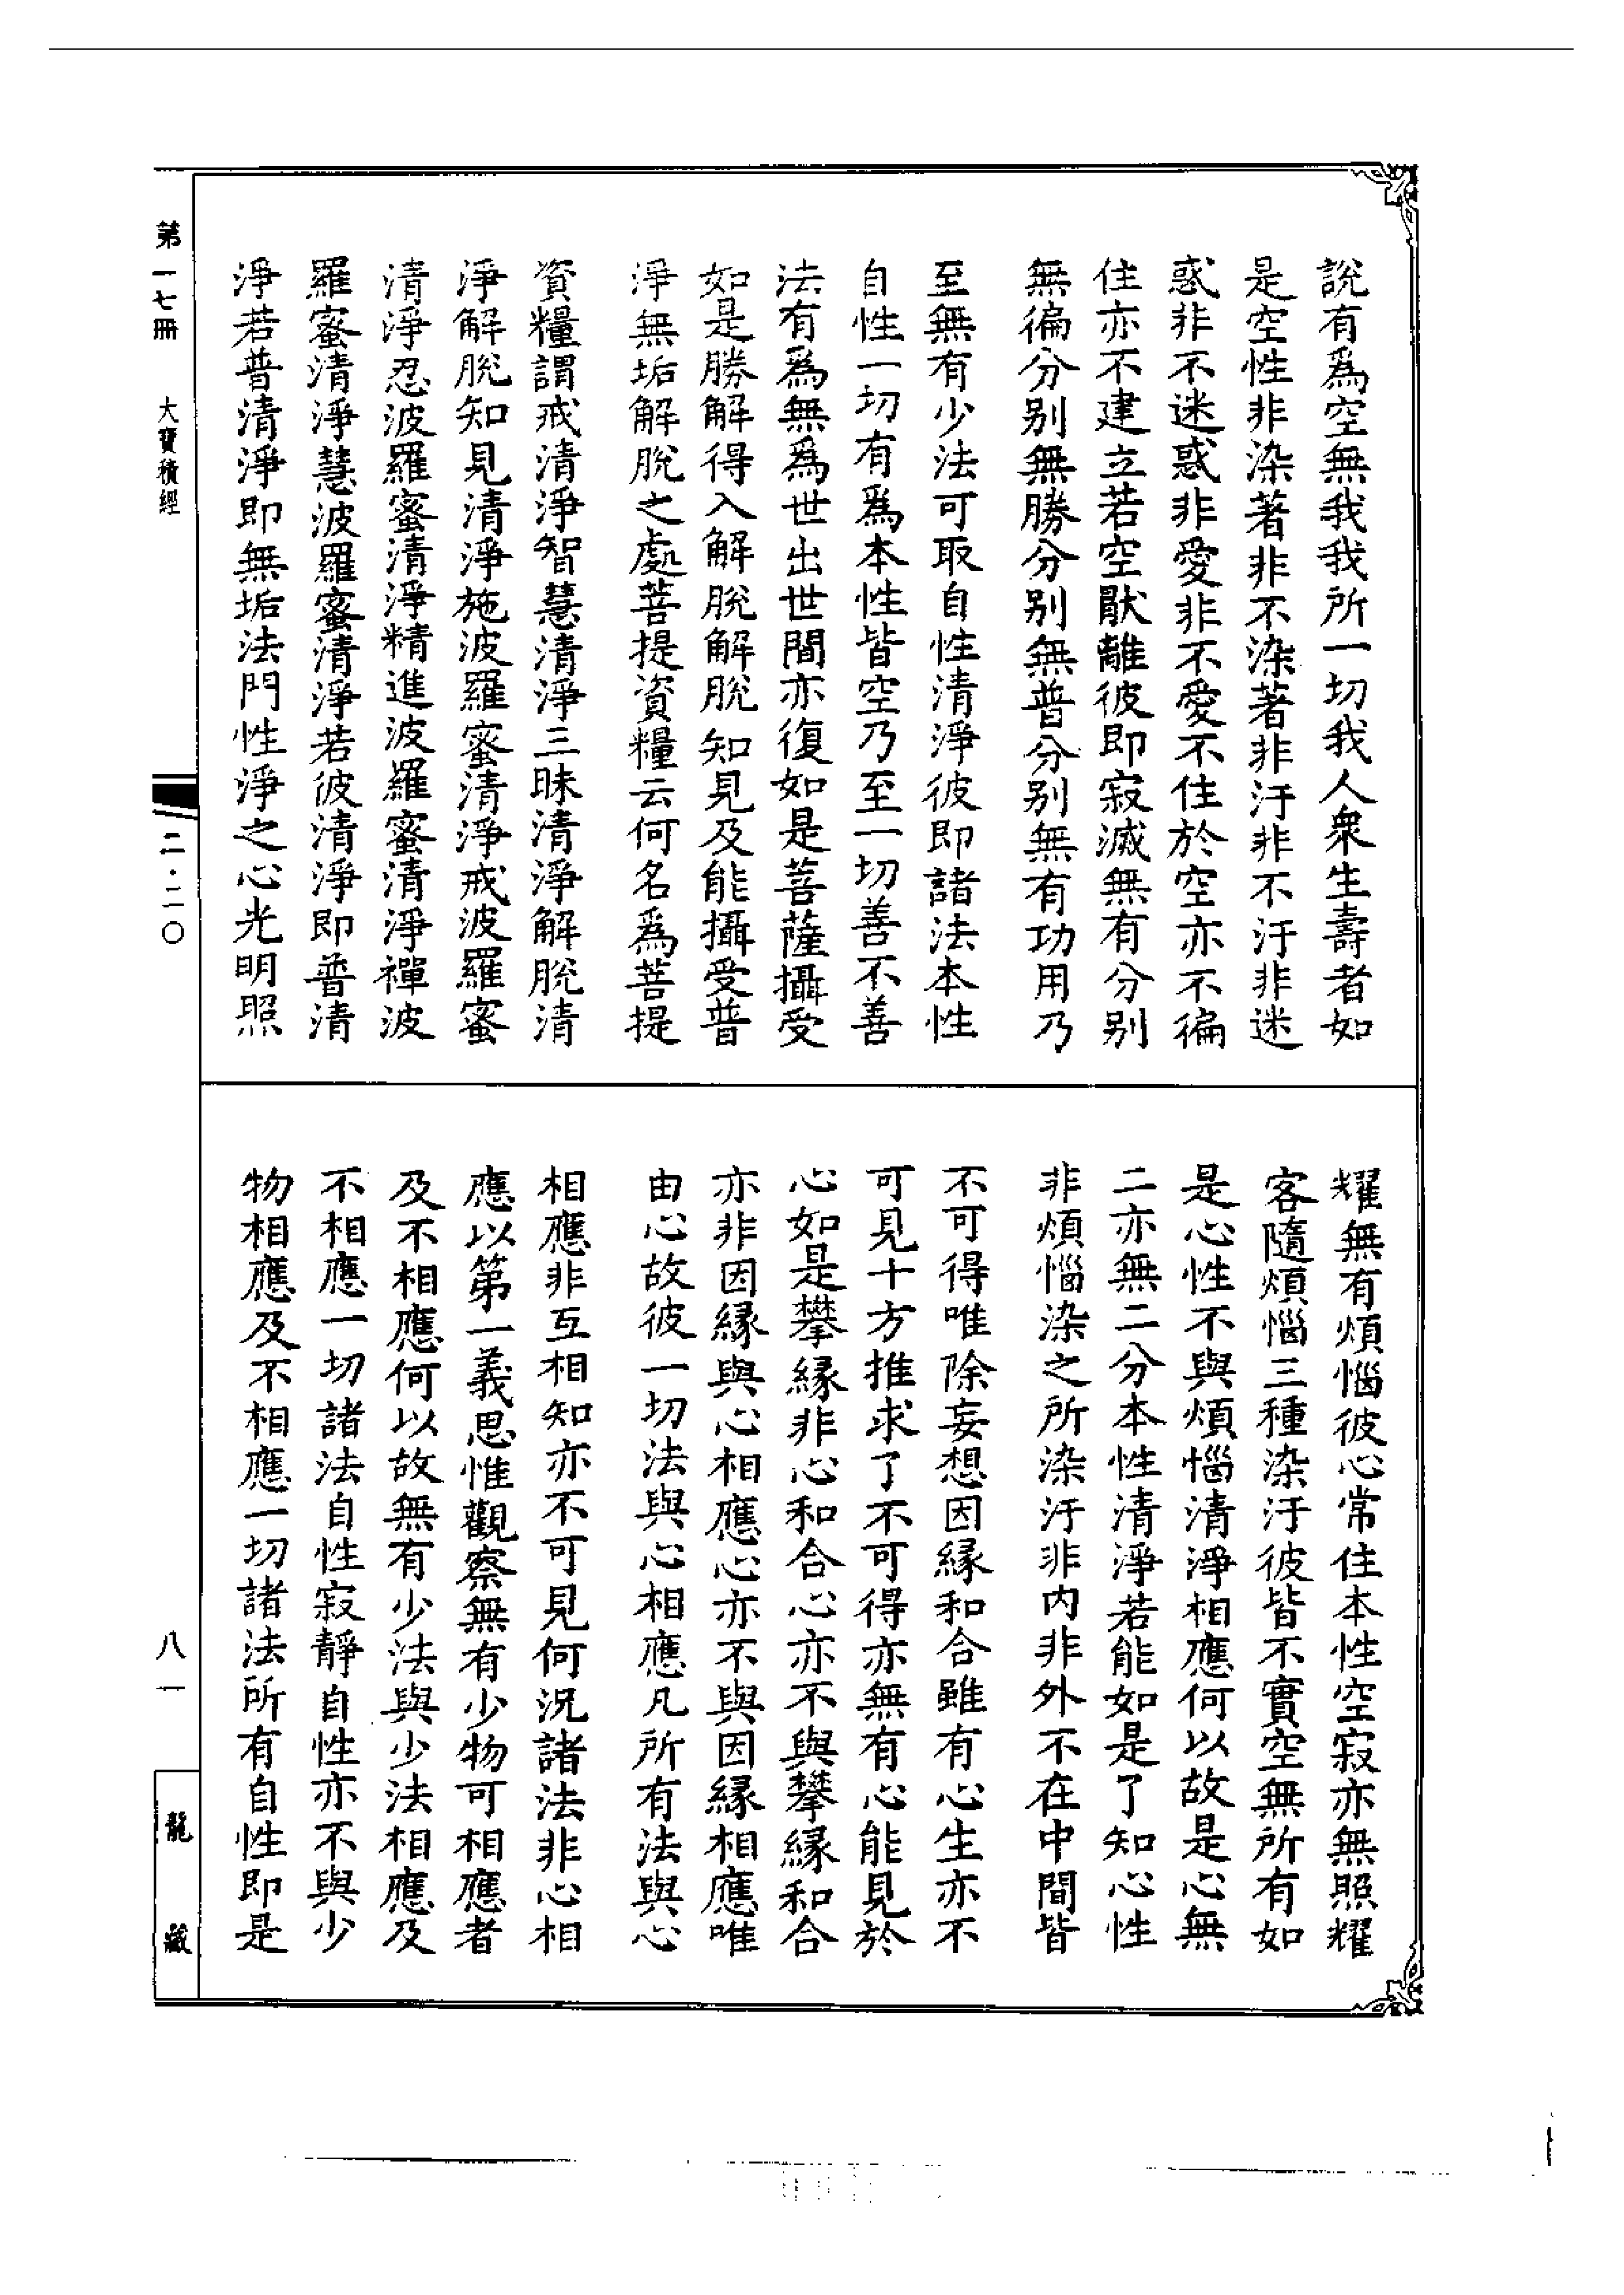 說有爲空無我我所一切我人衆生壽者如
是空性非染著非不染著非汙非不汙非迷
惑非不迷惑非愛非不愛不住於空亦不徧
住亦不建立若空厭離彼即寂滅無有分别
無徧分别無勝分别無普分别無有功用乃
至無有少法可取自性清淨彼即諸法本性
自性一切有爲本性皆空乃至一切善不善
法有爲無爲世出世間亦復如是菩薩攝受
如是勝解得入解脫解脫知見及能攝受普
淨無垢解脫之處菩提資糧云何名爲菩提
資糧謂戒清淨智慧清淨三昧清淨解脫清
淨解脫知見清淨施波羅蜜清淨戒波羅蜜
清淨忍波羅蜜清淨精進波羅蜜清淨禪波
羅蜜清淨慧波羅蜜清淨若彼清淨即普清
淨若普清淨即無垢法門性淨之心光明照
耀無有煩惱彼心常住本性空寂亦無照耀
客隨煩惱三種染汙彼皆不實空無所有如
是心性不與煩惱清淨相應何以故是心無
二亦無二分本性清淨若能如是了知心性
非煩惱染之所染汙非内非外不在中間皆
不可得唯除妄想因緣和合雖有心生亦不
可見十方推求了不可得亦無有心能見於
心如是攀緣非心和合心亦不與攀緣和合
亦非因緣與心相應心亦不與因緣相應唯
由心故彼一切法與心相應凡所有法與心
相應非互相知亦不可見何況諸法非心相
應以第一義思惟觀察無有少物可相應者
及不相應何以故無有少法與少法相應及
不相應一切諸法自性寂靜自性亦不與少
物相應及不相應一切諸法所有自性即是
第一七冊 大寶積經 二·二〇 八一 龍藏